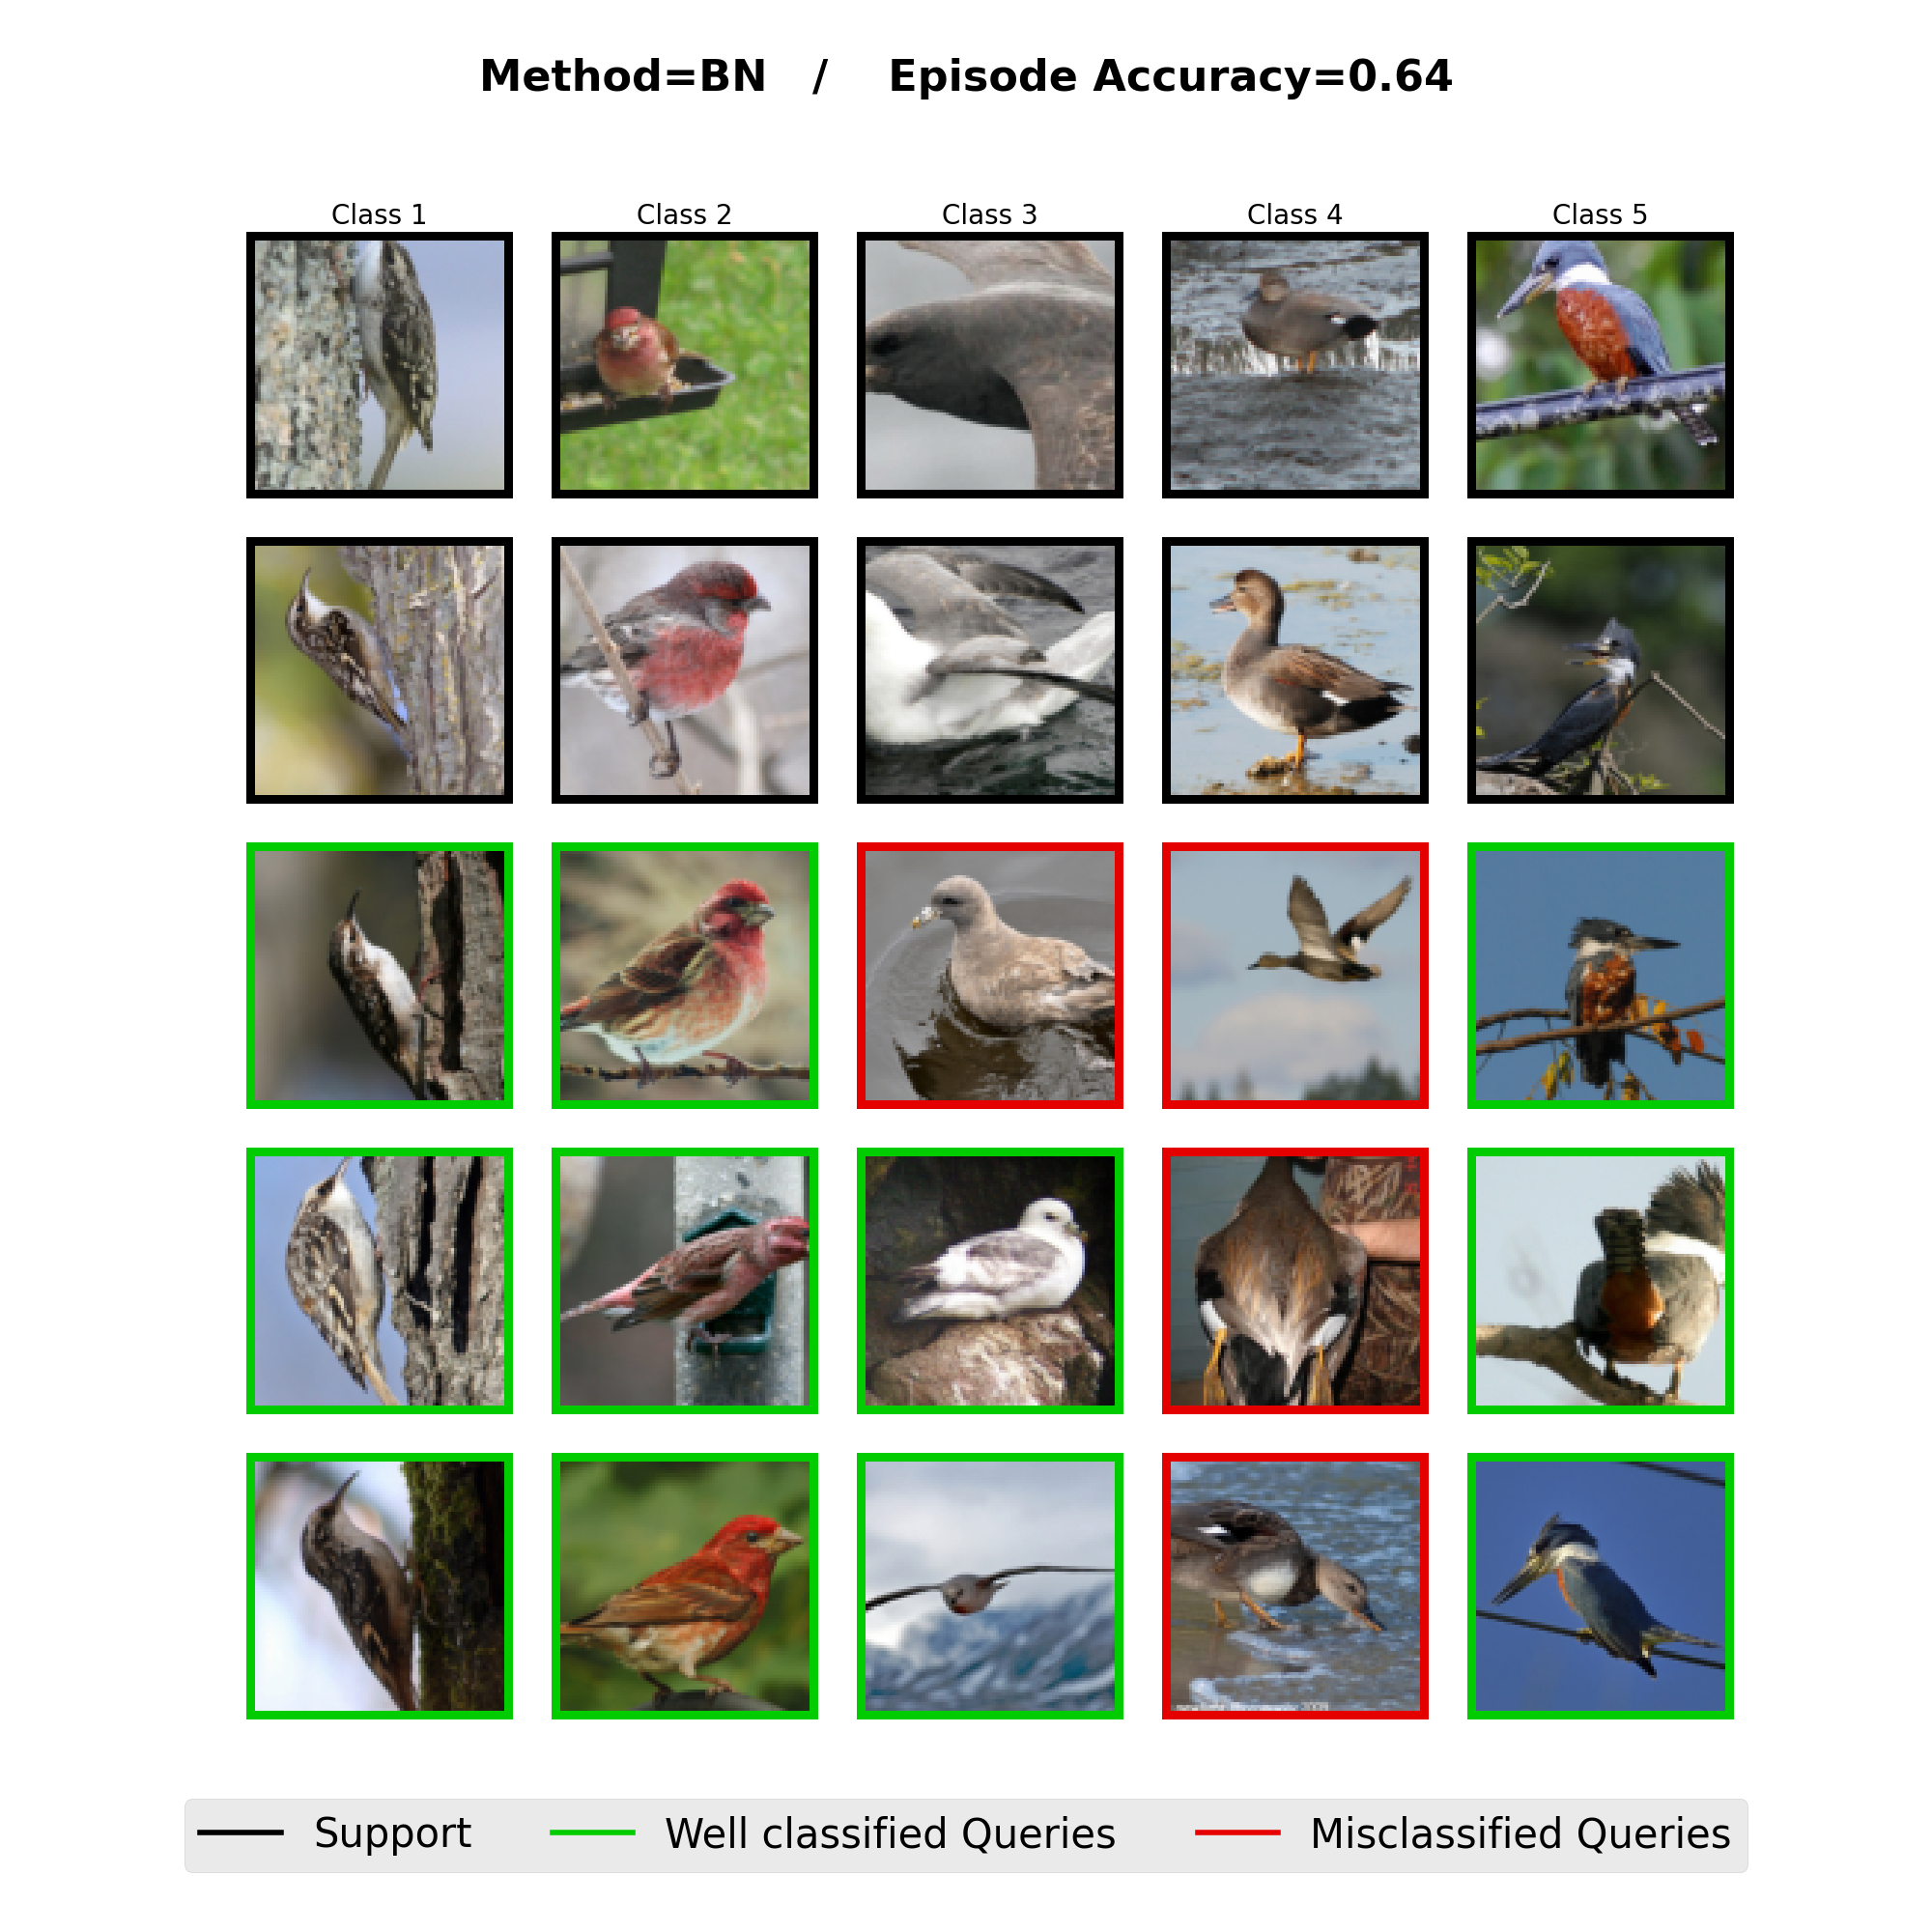 Method=BN / Episode Accuracy=0.64
Class 1 Class 2 Class 3 Class 4 Class 5
Support Well classified Queries Misclassified Queries